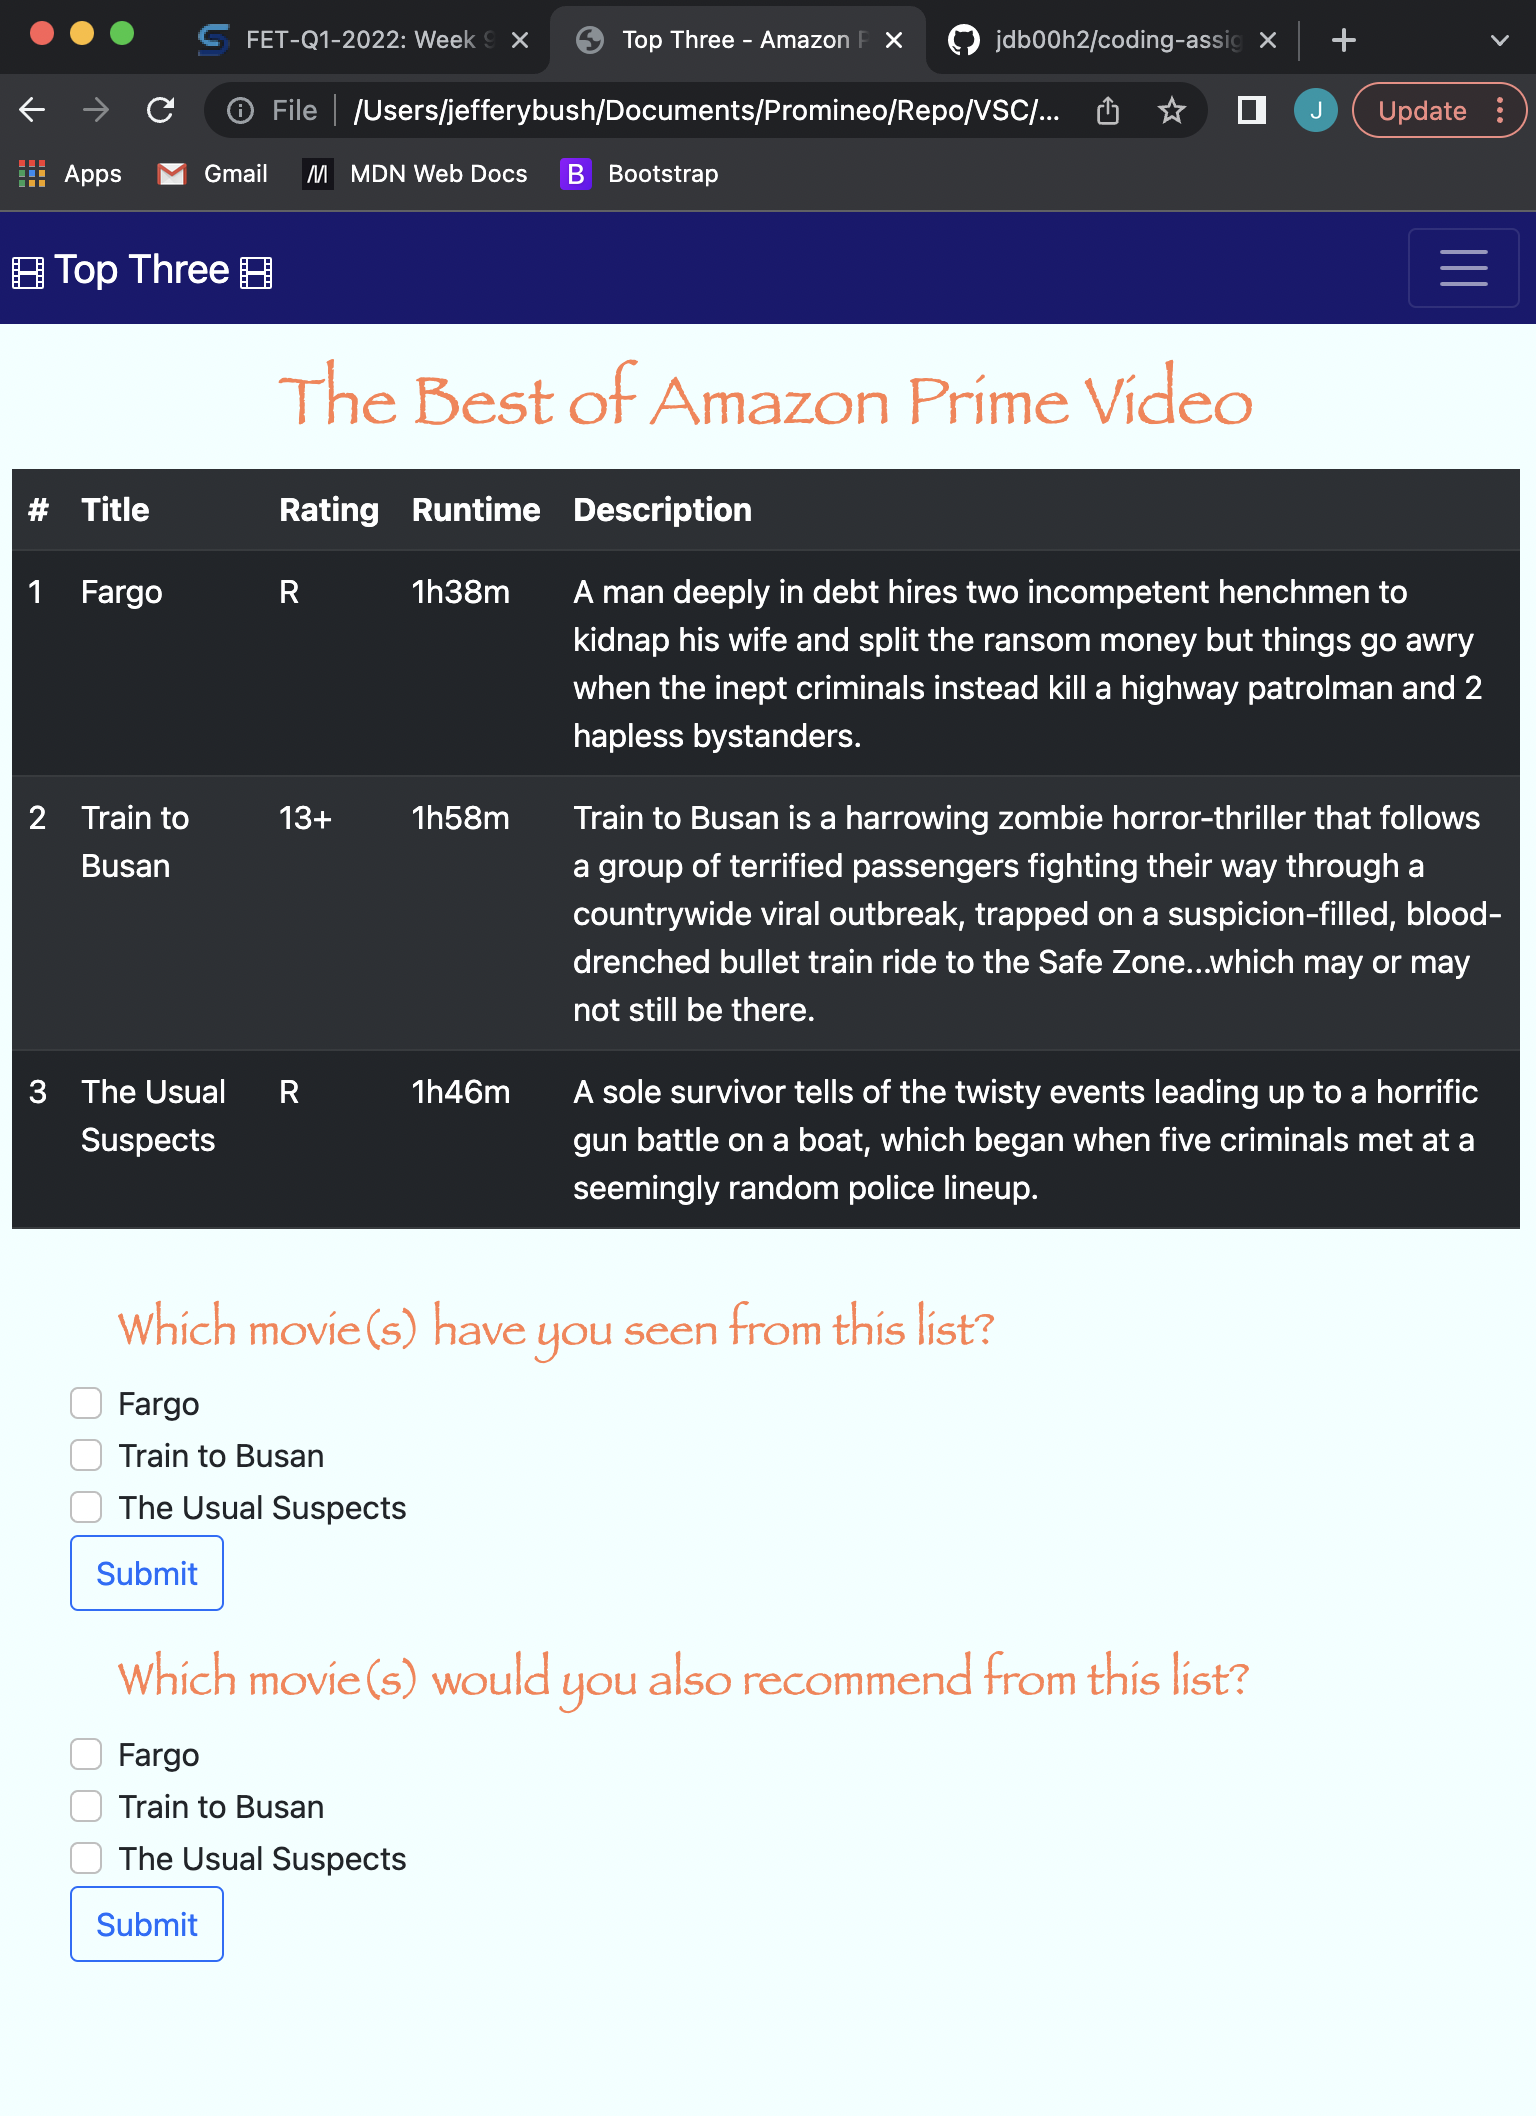 FET-Q1-2022: Week 9
Top Three - Amazon P
jdb00h2/coding-assig
File /Users/jefferybush/Documents/Promineo/Repo/VSC/...
J
Update
Apps Gmail MDN Web Docs B Bootstrap
Top Three
The Best of Amazon Prime Video
# Title Rating Runtime Description
1 Fargo R 1h38m A man deeply in debt hires two incompetent henchmen to
kidnap his wife and split the ransom money but things go awry
when the inept criminals instead kill a highway patrolman and 2
hapless bystanders.
2 Train to 13+ 1h58m Train to Busan is a harrowing zombie horror-thriller that follows
Busan a group of terrified passengers fighting their way through a
countrywide viral outbreak, trapped on a suspicion-filled, blood-
drenched bullet train ride to the Safe Zone...which may or may
not still be there.
3 The Usual R 1h46m A sole survivor tells of the twisty events leading up to a horrific
Suspects gun battle on a boat, which began when five criminals met at a
seemingly random police lineup.
Which movie(s) have you seen from this list?
Fargo
Train to Busan
The Usual Suspects
Submit
Which movie(s) would you also recommend from this list?
Fargo
Train to Busan
The Usual Suspects
Submit